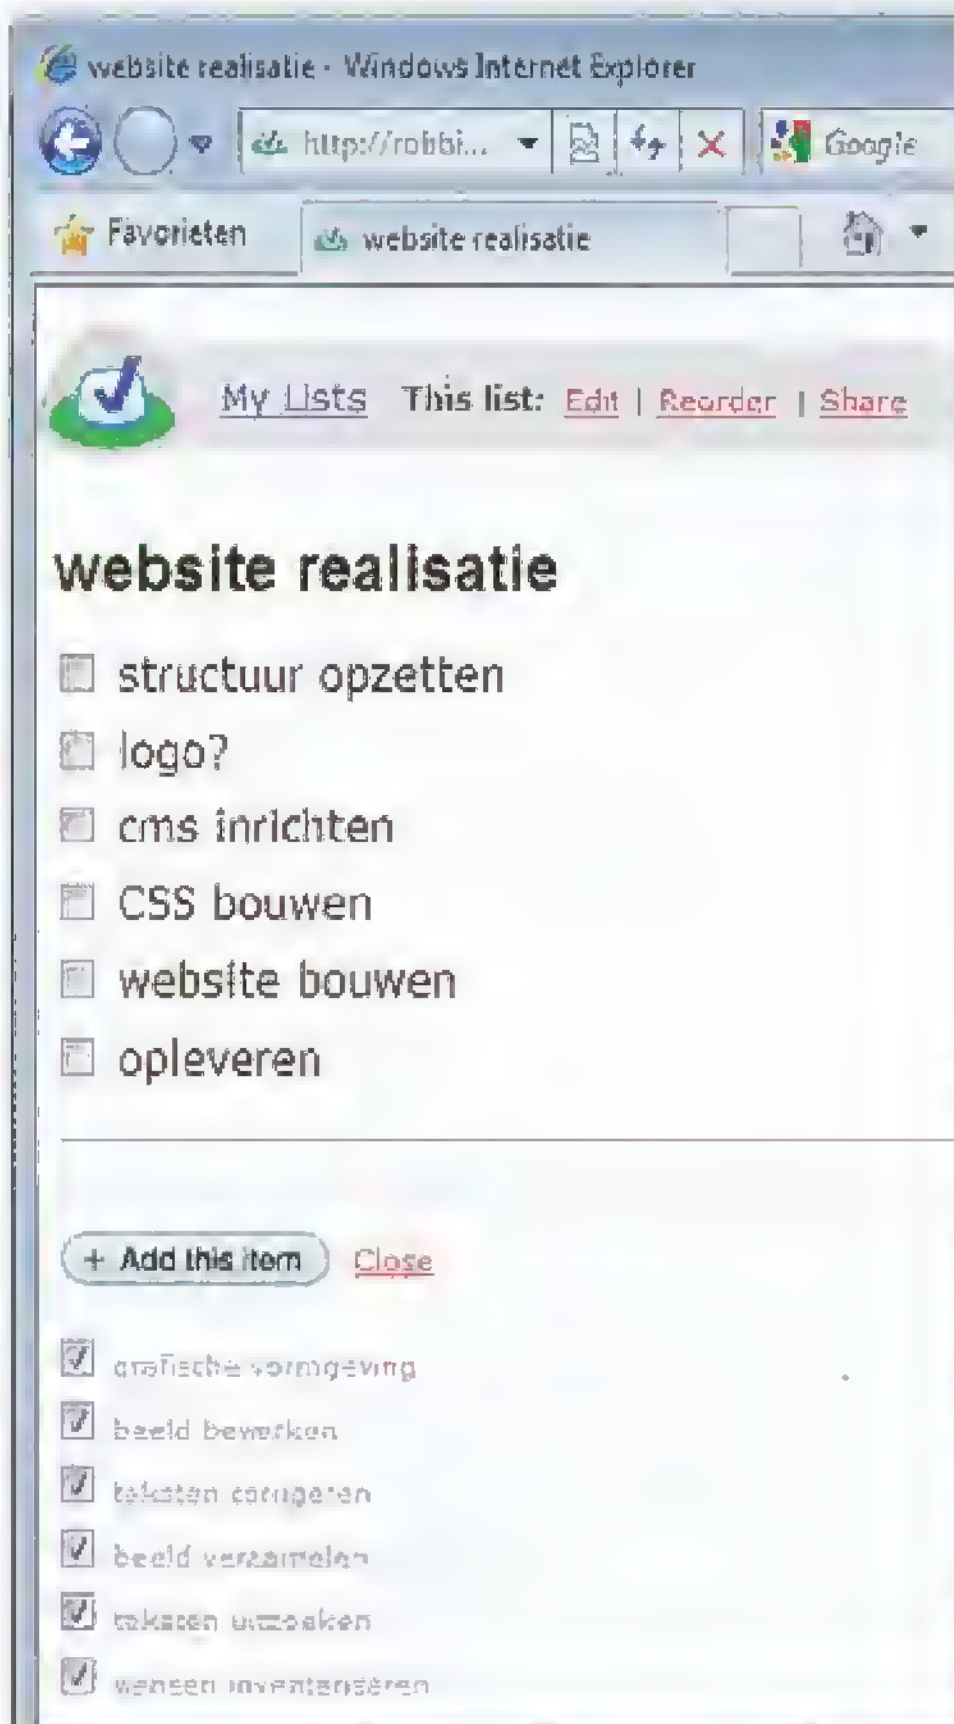 website realisatie - Windows Internet Explorer
http://robbi... Google
Favorieten website realisatie
My Lists This list: Edit | Reorder | Share
website realisatie
structuur opzetten
logo?
cms inrichten
CSS bouwen
website bouwen
opleveren
+ Add this item Close
grafische vormgeving
beeld bewerken
teksten corrigeren
beeld verzamelen
teksten uitzoeken
wensen inventariseren